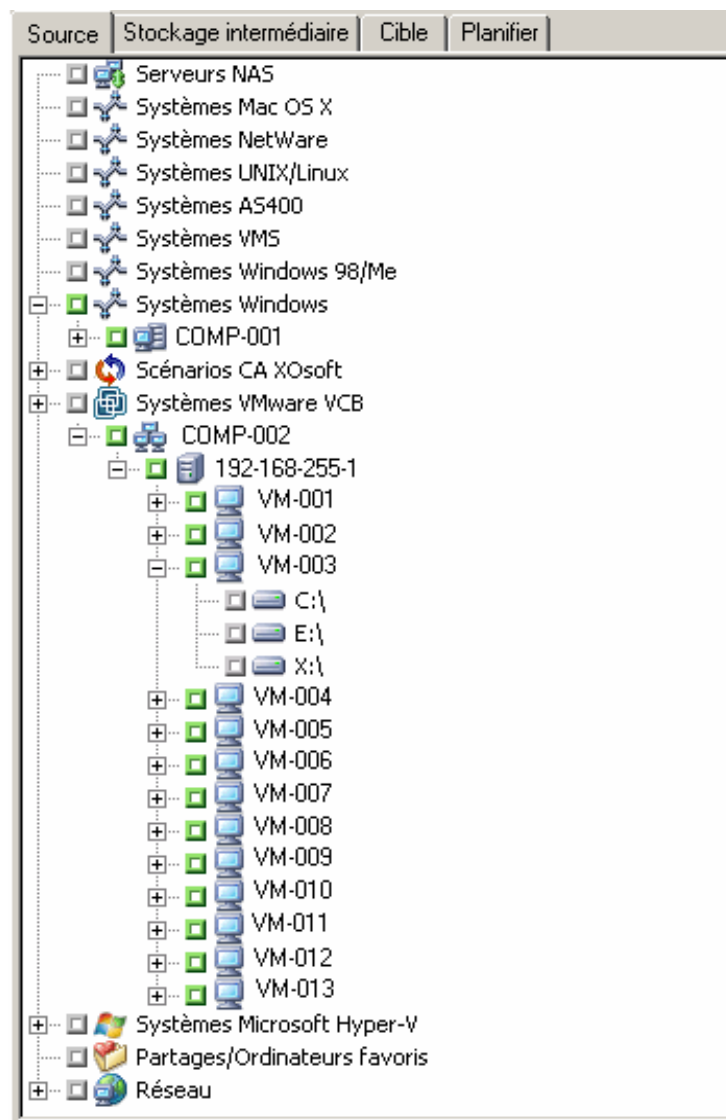 Source Stockage intermédiaire Cible Planifier
Serveurs NAS
Systèmes Mac OS X
Systèmes NetWare
Systèmes UNIX/Linux
Systèmes AS400
Systèmes VMS
Systèmes Windows 98/Me
Systèmes Windows
COMP-001
Scénarios CA XOsoft
Systèmes VMware VCB
COMP-002
192-168-255-1
VM-001
VM-002
VM-003
C:\
E:\
X:\
VM-004
VM-005
VM-006
VM-007
VM-008
VM-009
VM-010
VM-011
VM-012
VM-013
Systèmes Microsoft Hyper-V
Partages/Ordinateurs favoris
Réseau